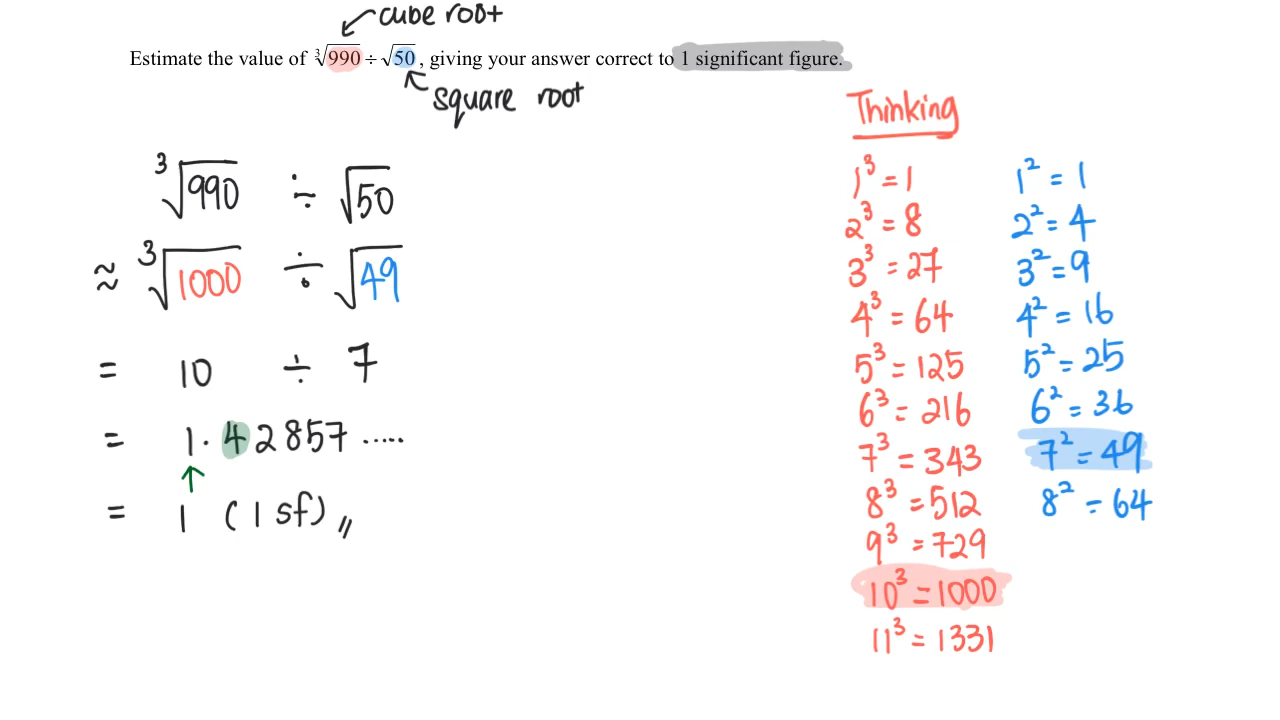 cube root
Estimate the value of ∛990 ÷ √50, giving your answer correct to 1 significant figure.
square root
∛990 ÷ √50
≈ ∛1000 ÷ √49
= 10 ÷ 7
= 1.42857.....
= 1 (1 sf)
Thinking
1³ = 1
2³ = 8
3³ = 27
4³ = 64
5³ = 125
6³ = 216
7³ = 343
8³ = 512
9³ = 729
10³ = 1000
11³ = 1331
1² = 1
2² = 4
3² = 9
4² = 16
5² = 25
6² = 36
7² = 49
8² = 64